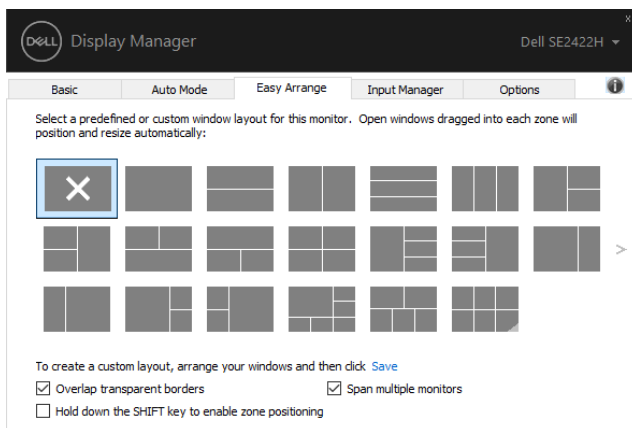 DELL Display Manager
Dell SE2422H
Basic Auto Mode Easy Arrange Input Manager Options
Select a predefined or custom window layout for this monitor. Open windows dragged into each zone will
position and resize automatically:
To create a custom layout, arrange your windows and then click Save
Overlap transparent borders
Span multiple monitors
Hold down the SHIFT key to enable zone positioning